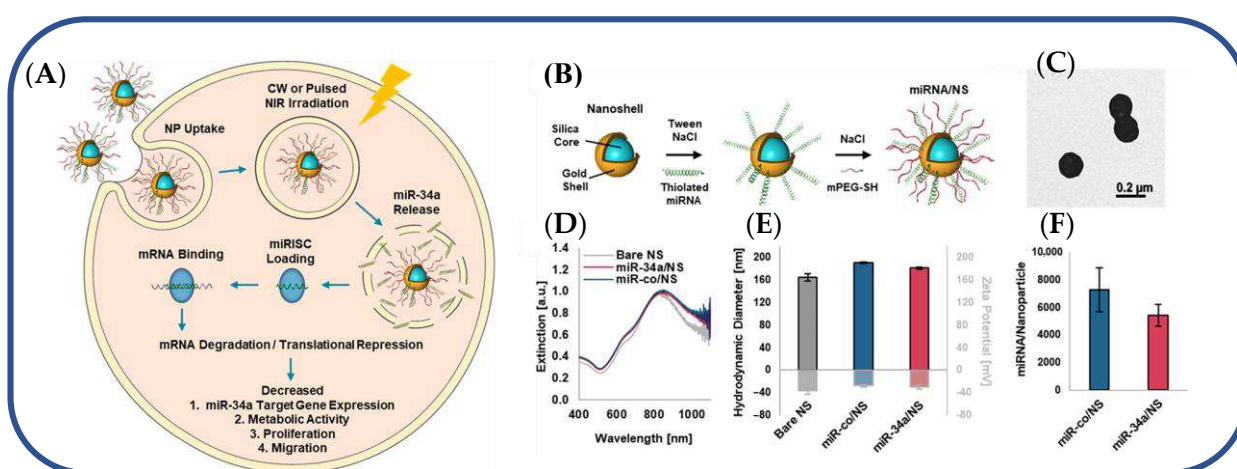 (A)
NP Uptake
CW or Pulsed
NIR Irradiation
miR-34a
Release
miRISC
Loading
mRNA Binding
mRNA Degradation / Translational Repression
Decreased
1. miR-34a Target Gene Expression
2. Metabolic Activity
3. Proliferation
4. Migration
(B)
Nanoshell
Silica
Core
Gold
Shell
Tween
NaCl
Thiolated
miRNA
NaCl
mPEG-SH
miRNA/NS
(C)
0.2 µm
(D)
Extinction [a.u.]
1.4
1.2
1.0
0.8
0.6
0.4
0.2
0.0
Bare NS
miR-34a/NS
miR-co/NS
400
600
800
1000
Wavelength [nm]
(E)
Hydrodynamic Diameter [nm]
200
160
120
80
40
0
−40
−80
200
160
120
80
40
0
-40
-80
Zeta Potential [mV]
Bare NS
miR-co/NS
miR-34a/NS
(F)
miRNA/Nanoparticle
10,000
8000
6000
4000
2000
0
miR-co/NS
miR-34a/NS